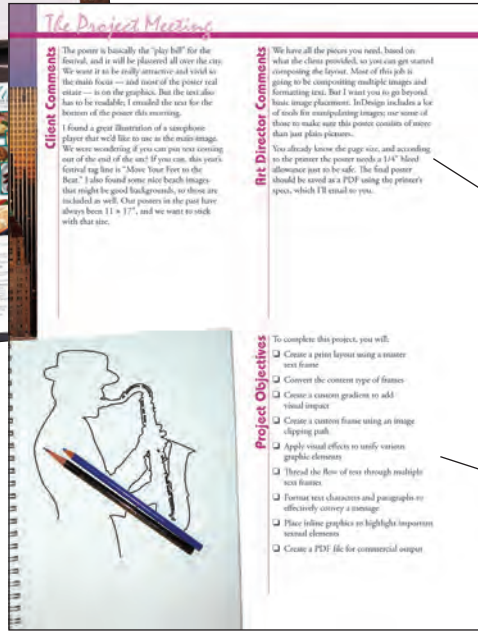 The Project Meeting
Client Comments
The poster is basically the "play bill" for the
festival, and it will be plastered all over the city.
We want it to be really attractive and vivid so
the main focus — and most of the poster real
estate — is on the graphics. But the text also
has to be readable; I emailed the text for the
bottom of the poster this morning.
I found a great illustration of a saxophone
player that we'd like to use as the main image.
We were wondering if you can put text coming
out of the end of the sax? If you can, this year's
festival tag line is "Move Your Feet to the
Beat." I also found some nice beach images
that might be good backgrounds, so those are
included as well. Our posters in the past have
always been 11 × 17", and we want to stick
with that size.
Art Director Comments
We have all the pieces you need, based on
what the client provided, so you can get started
composing the layout. Most of this job is
going to be compositing multiple images and
formatting text. But I want you to go beyond
basic image placement. InDesign includes a lot
of tools for manipulating images; use some of
those to make sure this poster consists of more
than just plain pictures.
You already know the page size, and according
to the printer the poster needs a 1/4" bleed
allowance just to be safe. The final poster
should be saved as a PDF using the printer's
specs, which I'll email to you.
Project Objectives
To complete this project, you will:
❑ Create a print layout using a master
text frame
❑ Convert the content type of frames
❑ Create a custom gradient to add
visual impact
❑ Create a custom frame using an image
clipping path
❑ Apply visual effects to unify various
graphic elements
❑ Thread the flow of text through multiple
text frames
❑ Format text characters and paragraphs to
effectively convey a message
❑ Place inline graphics to highlight important
textual elements
❑ Create a PDF file for commercial output